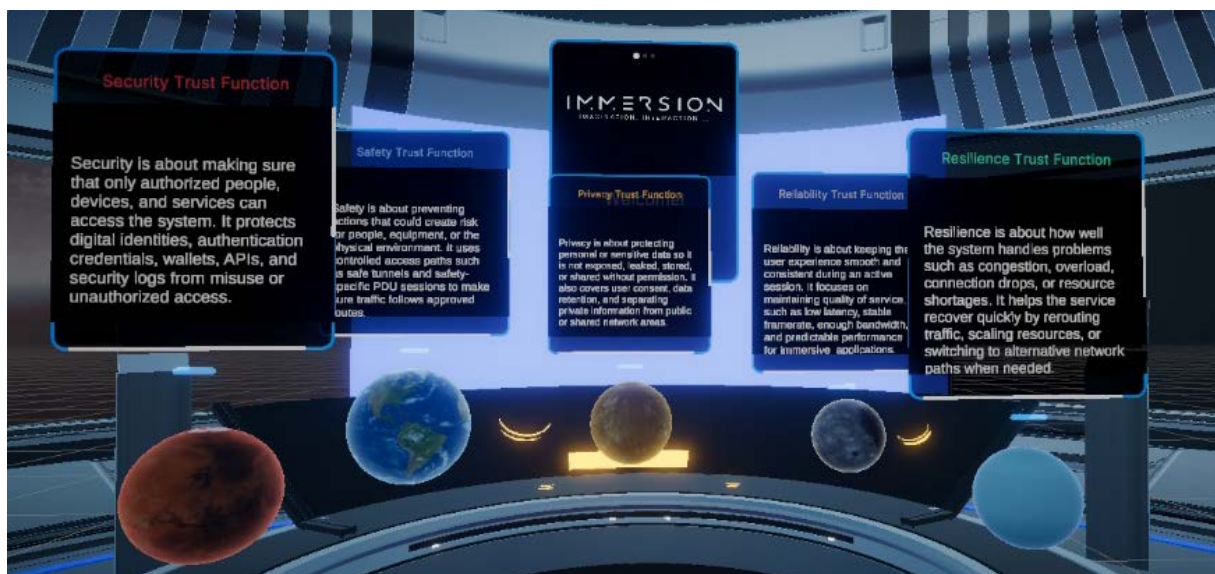 Security Trust Function
Security is about making sure
that only authorized people,
devices, and services can
access the system. It protects
digital identities, authentication
credentials, wallets, APIs, and
security logs from misuse or
unauthorized access.
Safety Trust Function
Safety is about preventing
actions that could create risk
for people, equipment, or the
physical environment. It uses
controlled access paths such
as safe tunnels and safety-
specific PDU sessions to make
sure traffic follows approved
routes.
IMMERSION
IMAGINATION. INTERACTION
Welcome!
Privacy Trust Function
Privacy is about protecting
personal or sensitive data so it
is not exposed, leaked, stored,
or shared without permission. It
also covers user consent, data
retention, and separating
private information from public
or shared network areas.
Reliability Trust Function
Reliability is about keeping the
user experience smooth and
consistent during an active
session. It focuses on
maintaining quality of service,
such as low latency, stable
framerate, enough bandwidth,
and predictable performance
for immersive applications.
Resilience Trust Function
Resilience is about how well
the system handles problems
such as congestion, overload,
connection drops, or resource
shortages. It helps the service
recover quickly by rerouting
traffic, scaling resources, or
switching to alternative network
paths when needed.